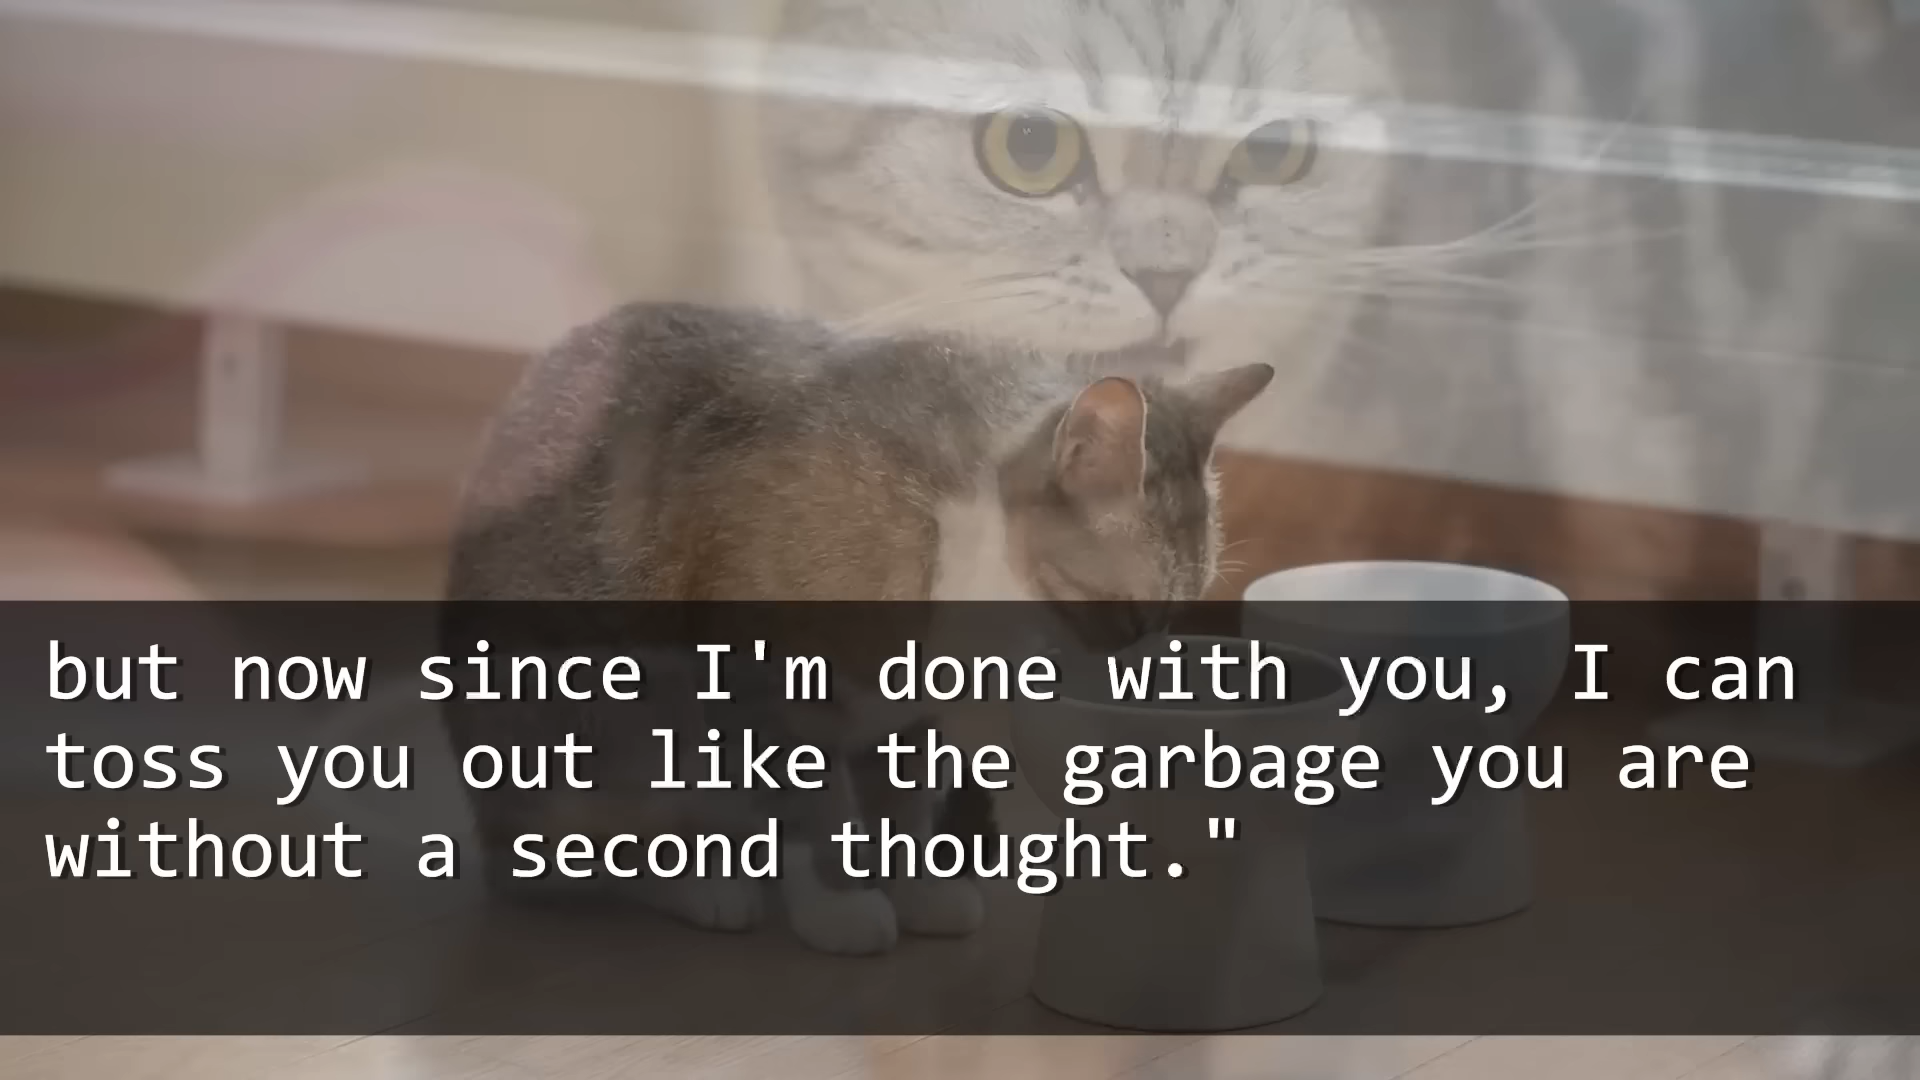 but now since I'm done with you, I can
toss you out like the garbage you are
without a second thought."